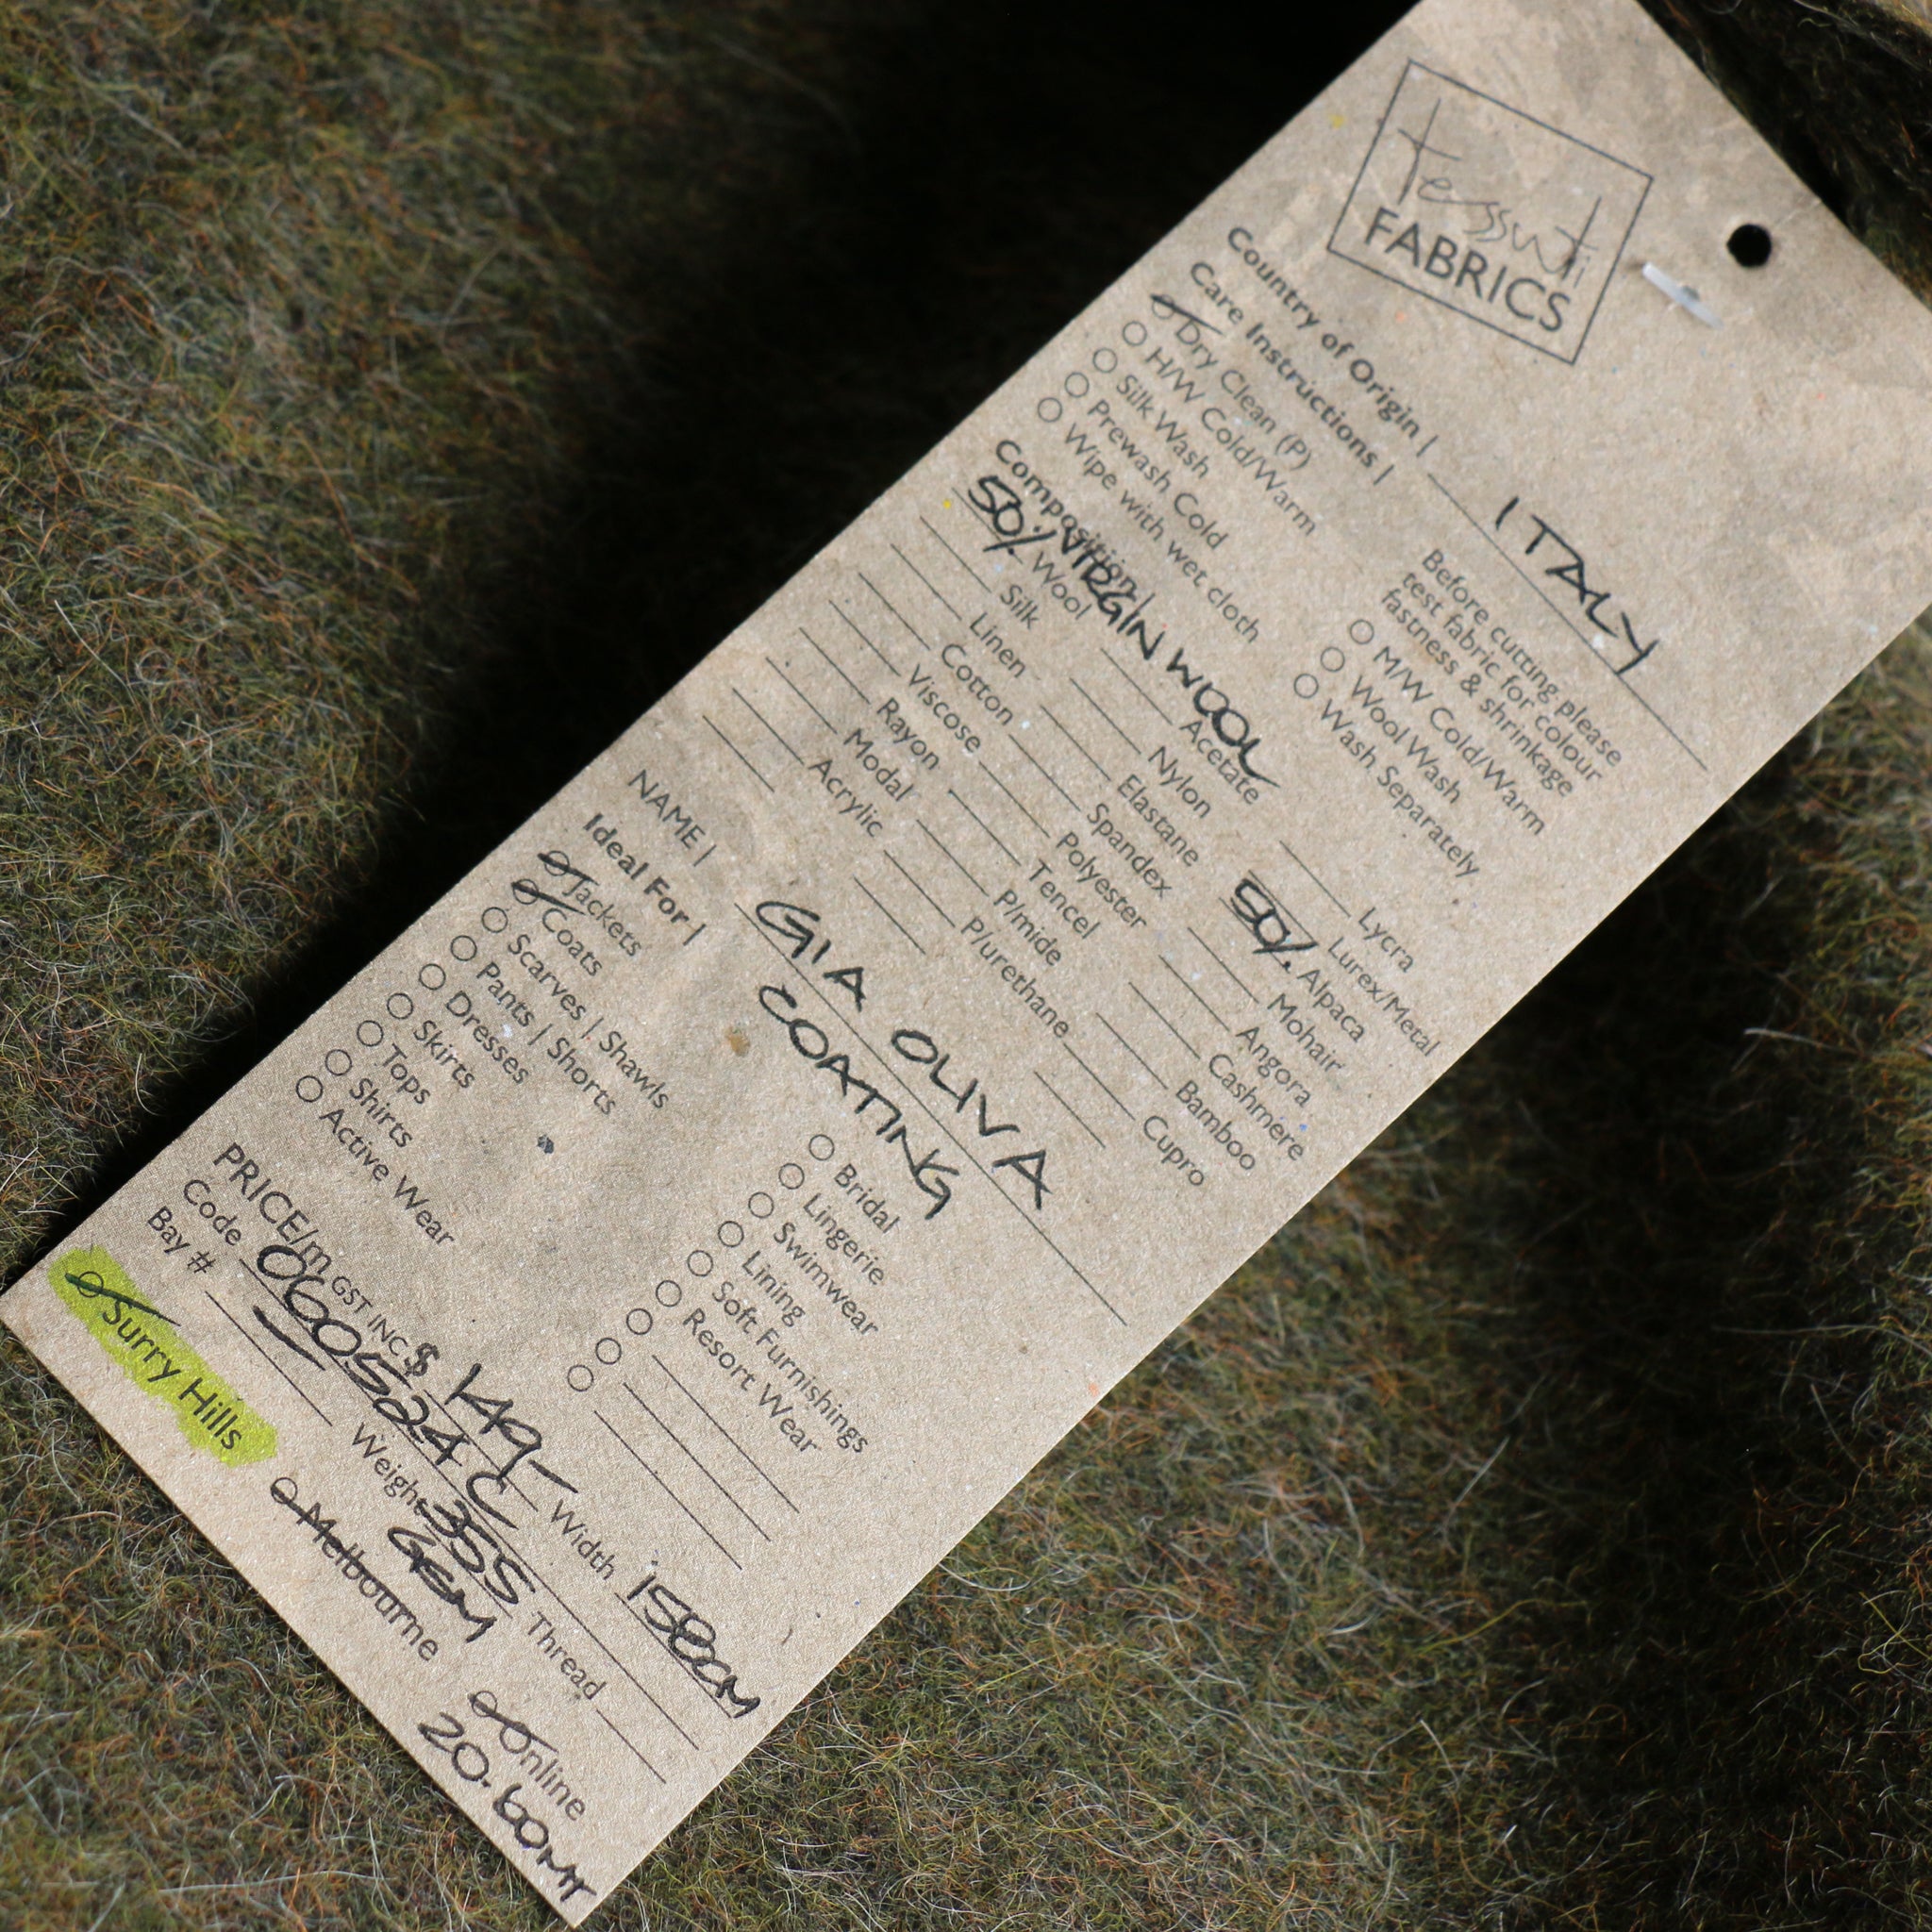 tessuti
FABRICS
Country of Origin | ITALY
Care Instructions |
Dry Clean (P)
H/W Cold/Warm
Silk Wash
Prewash Cold
Wipe with wet cloth
Before cutting please
test fabric for colour
fastness & shrinkage
M/W Cold/Warm
Wool Wash
Wash Separately
Composition |
50% Wool VIRGIN WOOL
Silk
Linen
Cotton
Viscose
Rayon
Modal
Acrylic
Acetate
Nylon
Elastane
Spandex
Polyester
Tencel
P/mide
P/urethane
Lycra
Lurex/Metal
50% Alpaca
Mohair
Angora
Cashmere
Bamboo
Cupro
NAME | GIA OLIVA
COATING
Ideal For |
Jackets
Coats
Scarves | Shawls
Pants | Shorts
Dresses
Skirts
Tops
Shirts
Active Wear
Bridal
Lingerie
Swimwear
Lining
Soft Furnishings
Resort Wear
PRICE/m GST INC $ 149- Width 158cm
Code 060524 C
Bay # Weight 355 GSM Thread
Surry Hills Melbourne Online
20.60MT